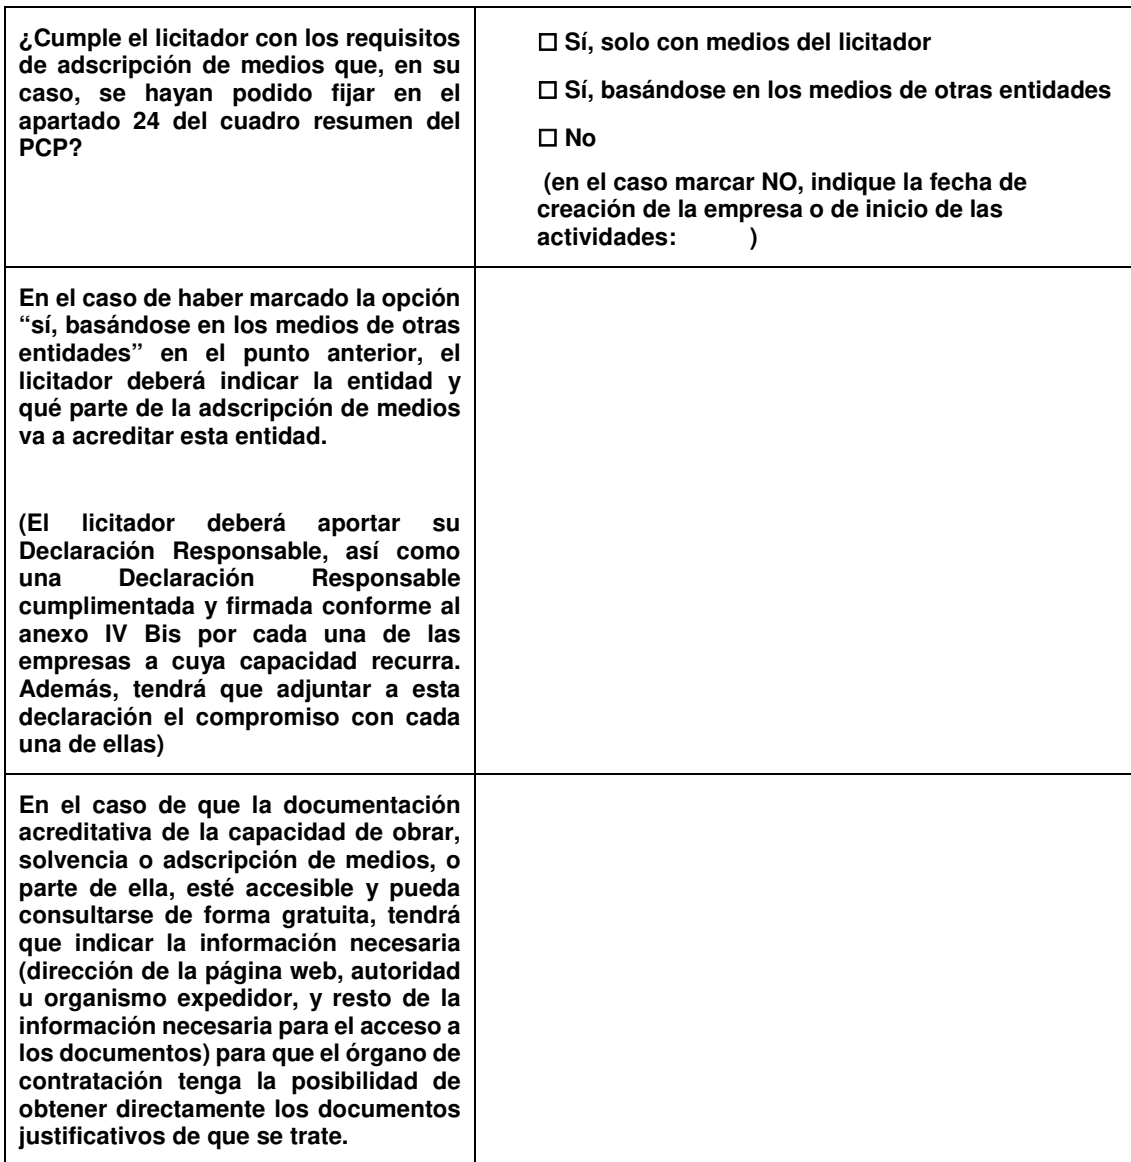 ¿Cumple el licitador con los requisitos
de adscripción de medios que, en su
caso, se hayan podido fijar en el
apartado 24 del cuadro resumen del
PCP?
☐ Sí, solo con medios del licitador
☐ Sí, basándose en los medios de otras entidades
☐ No
(en el caso marcar NO, indique la fecha de
creación de la empresa o de inicio de las
actividades: )
En el caso de haber marcado la opción
“sí, basándose en los medios de otras
entidades” en el punto anterior, el
licitador deberá indicar la entidad y
qué parte de la adscripción de medios
va a acreditar esta entidad.
(El licitador deberá aportar su
Declaración Responsable, así como
una Declaración Responsable
cumplimentada y firmada conforme al
anexo IV Bis por cada una de las
empresas a cuya capacidad recurra.
Además, tendrá que adjuntar a esta
declaración el compromiso con cada
una de ellas)
En el caso de que la documentación
acreditativa de la capacidad de obrar,
solvencia o adscripción de medios, o
parte de ella, esté accesible y pueda
consultarse de forma gratuita, tendrá
que indicar la información necesaria
(dirección de la página web, autoridad
u organismo expedidor, y resto de la
información necesaria para el acceso a
los documentos) para que el órgano de
contratación tenga la posibilidad de
obtener directamente los documentos
justificativos de que se trate.